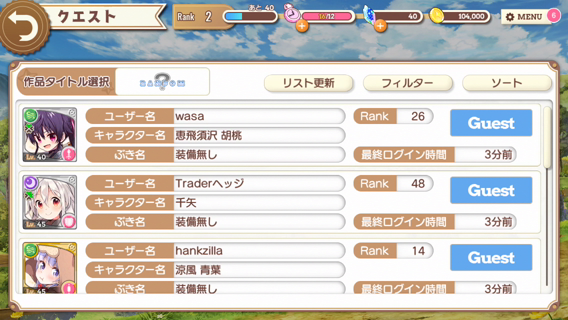 クエスト
Rank 2
あと 40
16/12
40
104,000
MENU
6
作品タイトル選択
RANDOM
リスト更新
フィルター
ソート
ユーザー名 wasa
Rank 26
キャラクター名 恵飛須沢 胡桃
Guest
ぶき名 装備無し
最終ログイン時間 3分前
Lv. 40
ユーザー名 Traderヘッジ
Rank 48
キャラクター名 千矢
Guest
ぶき名 装備無し
最終ログイン時間 3分前
Lv. 45
ユーザー名 hankzilla
Rank 14
キャラクター名 涼風 青葉
Guest
ぶき名 装備無し
最終ログイン時間 3分前
Lv. 45